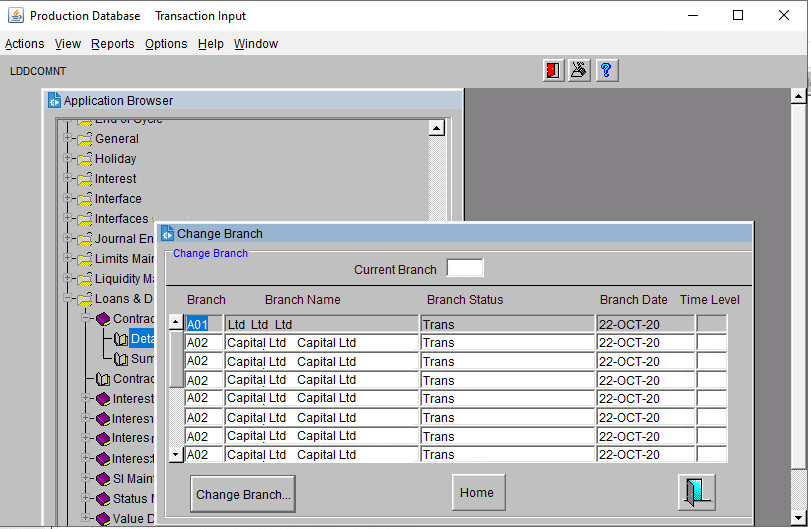 Production Database Transaction Input
Actions View Reports Options Help Window
LDDCOMNT
Application Browser
End of Cycle
General
Holiday
Interest
Interface
Interfaces
Journal En
Limits Main
Liquidity Ma
Loans & D
Contrac
Deta
Sum
Contrac
Interest
Interest
Interest
Interest
SI Maint
Status M
Value D
Change Branch
Change Branch
Current Branch
Branch Branch Name Branch Status Branch Date Time Level
A01 Ltd Ltd Ltd Trans 22-OCT-20
A02 Capital Ltd Capital Ltd Trans 22-OCT-20
A02 Capital Ltd Capital Ltd Trans 22-OCT-20
A02 Capital Ltd Capital Ltd Trans 22-OCT-20
A02 Capital Ltd Capital Ltd Trans 22-OCT-20
A02 Capital Ltd Capital Ltd Trans 22-OCT-20
A02 Capital Ltd Capital Ltd Trans 22-OCT-20
A02 Capital Ltd Capital Ltd Trans 22-OCT-20
Change Branch... Home